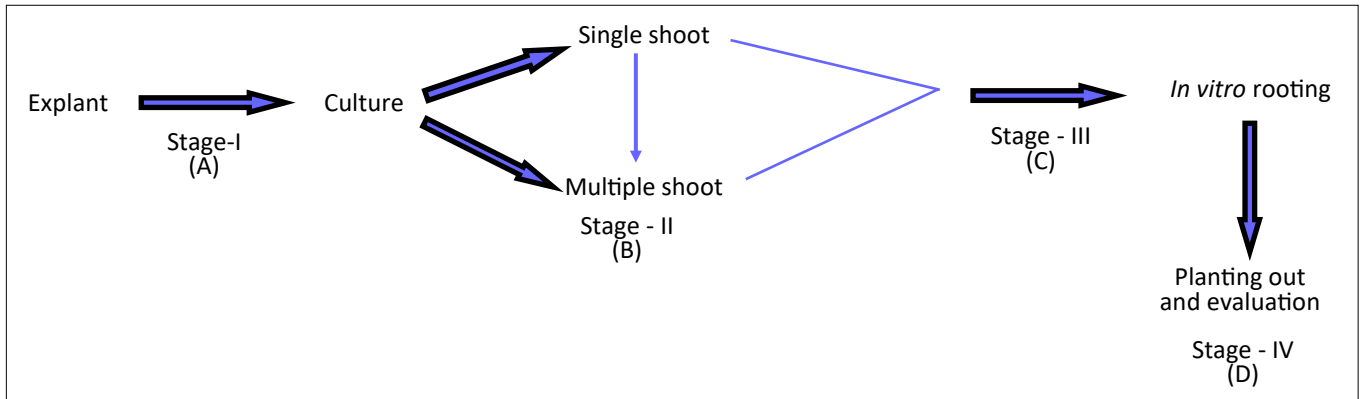 Explant
Stage-I
(A)
Culture
Single shoot
Multiple shoot
Stage - II
(B)
Stage - III
(C)
In vitro rooting
Planting out
and evaluation
Stage - IV
(D)